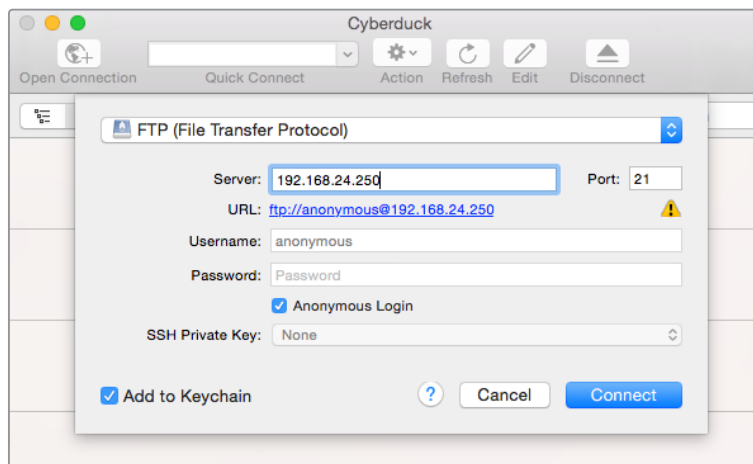 Cyberduck
Open Connection Quick Connect Action Refresh Edit Disconnect
FTP (File Transfer Protocol)
Server: 192.168.24.250 Port: 21
URL: ftp://anonymous@192.168.24.250
Username: anonymous
Password: Password
Anonymous Login
SSH Private Key: None
Add to Keychain ? Cancel Connect